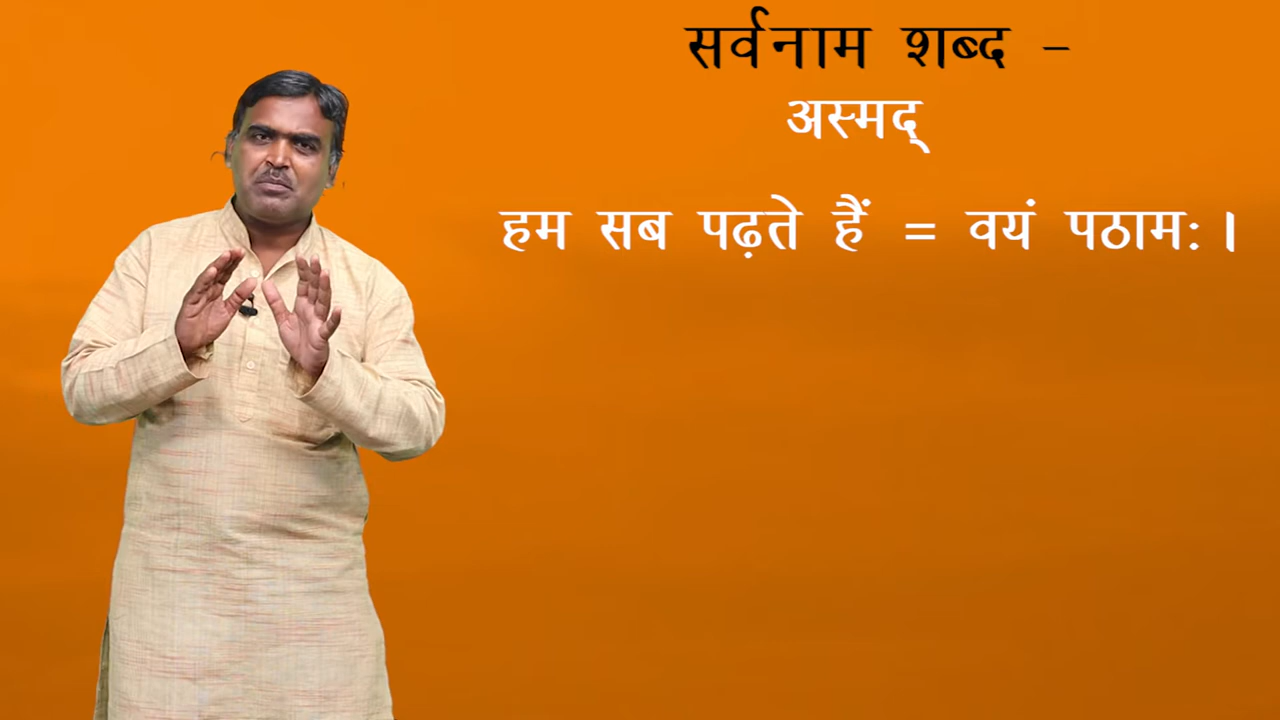 सर्वनाम शब्द -
अस्मद्
हम सब पढ़ते हैं = वयं पठामः ।